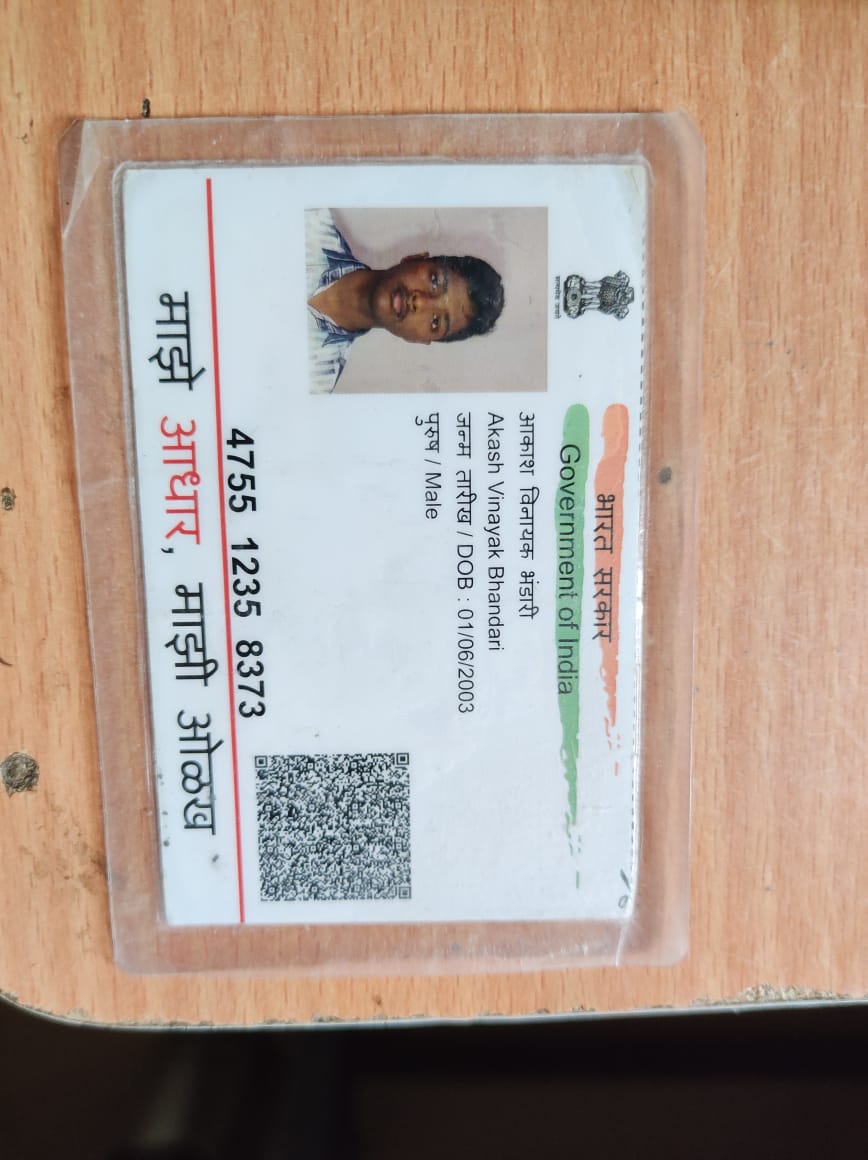 भारत सरकार
Government of India
सत्यमेव जयते
आकाश विनायक भंडारी
Akash Vinayak Bhandari
जन्म तारीख / DOB : 01/06/2003
पुरुष / Male
4755 1235 8373
माझे आधार, माझी ओळख